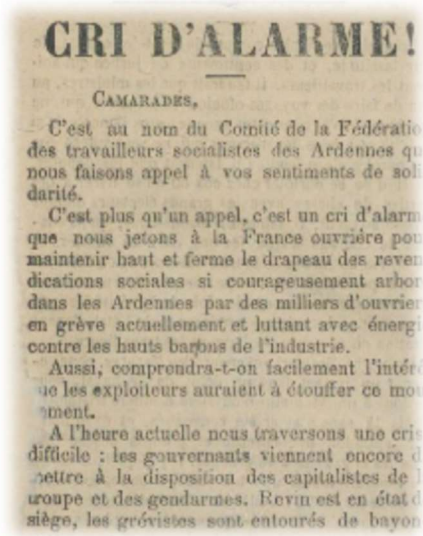 CRI D'ALARME!
CAMARADES,
C'est au nom du Comité de la Fédératio
des travailleurs socialistes des Ardennes qu
nous faisons appel à vos sentiments de soli
darité.
C'est plus qu'un appel, c'est un cri d'alarm
que nous jetons à la France ouvrière pou
maintenir haut et ferme le drapeau des reven
dications sociales si courageusement arbor
dans les Ardennes par des milliers d'ouvrier
en grève actuellement et luttant avec énergi
contre les hauts barons de l'industrie.
Aussi, comprendra-t-on facilement l'intér
ue les exploiteurs auraient à étouffer ce mou
ement.
A l'heure actuelle nous traversons une cris
difficile : les gouvernants viennent encore d
mettre à la disposition des capitalistes de l
troupe et des gendarmes. Revin est en état d
siège, les grévistes sont entourés de bayon